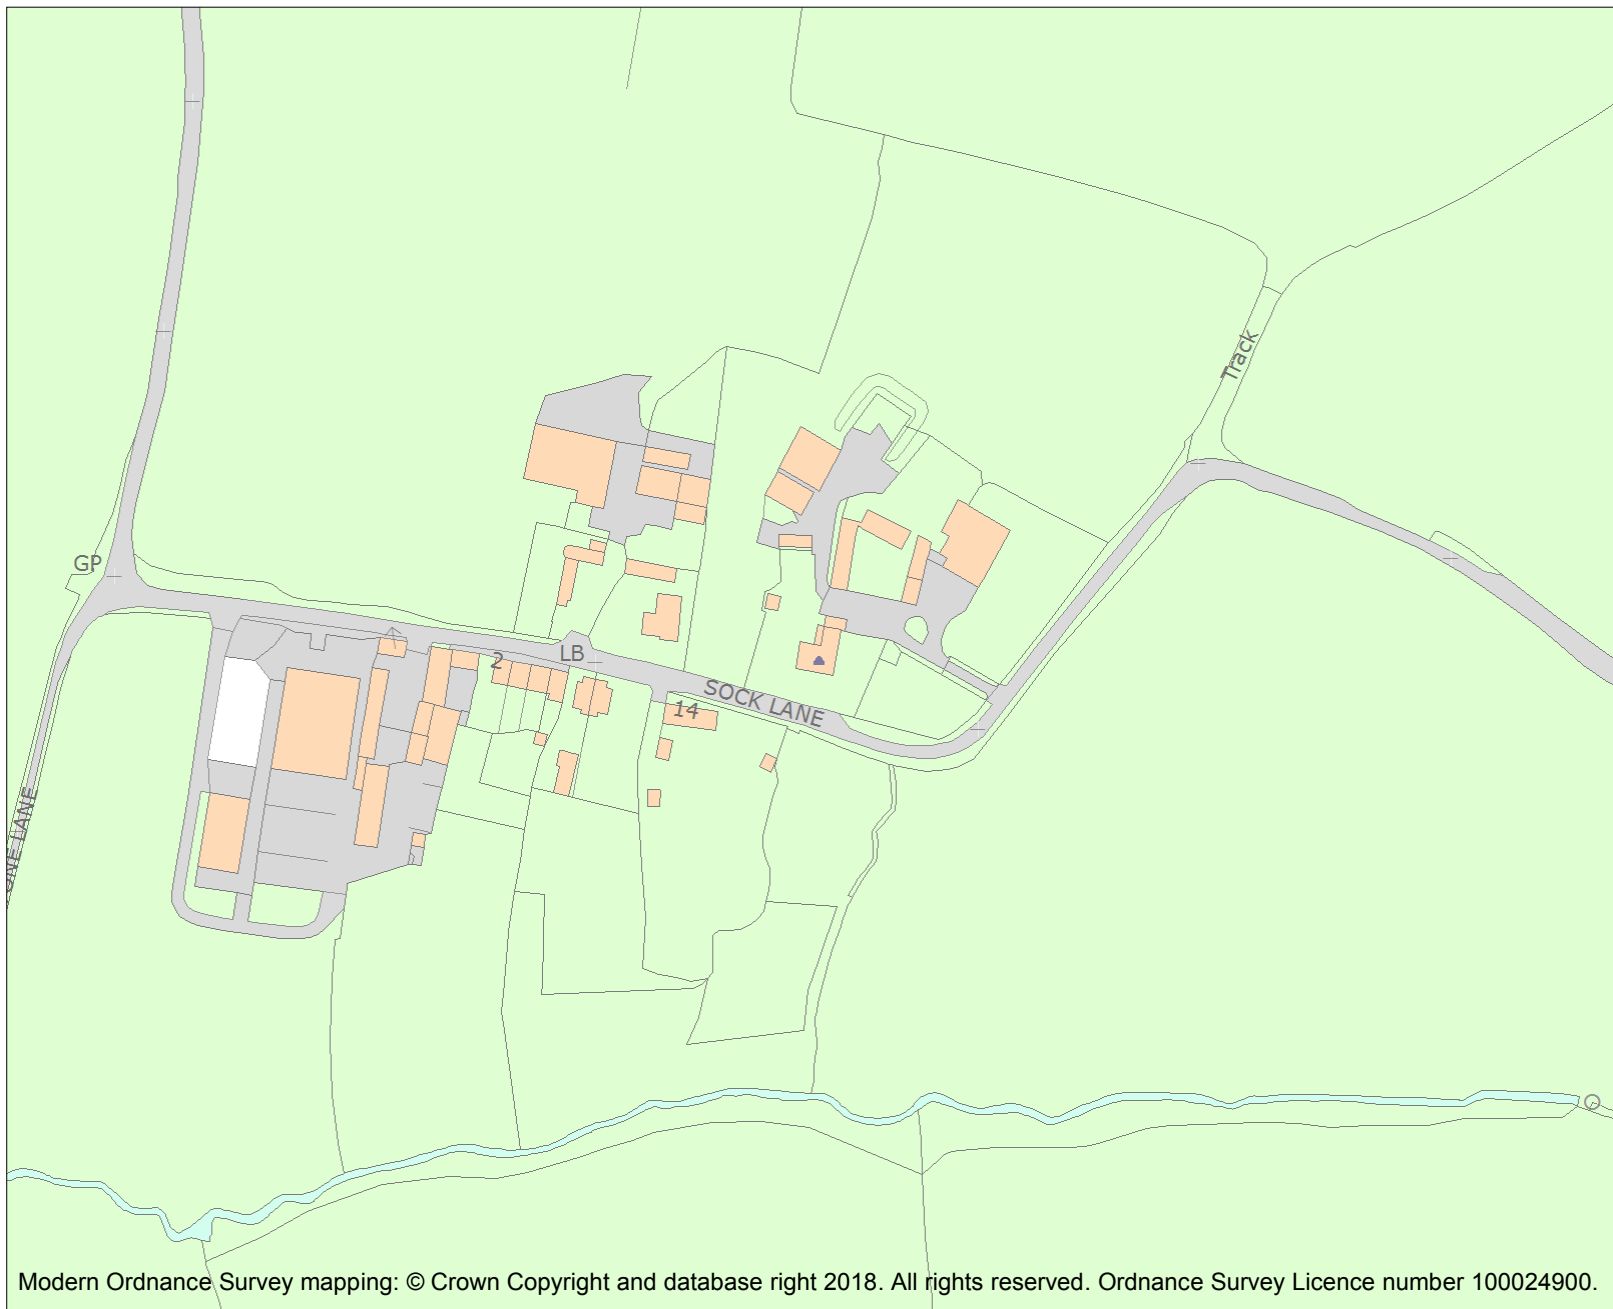 Track
GP
2
LB
14
SOCK LANE
LANE
Modern Ordnance Survey mapping: © Crown Copyright and database right 2018. All rights reserved. Ordnance Survey Licence number 100024900.